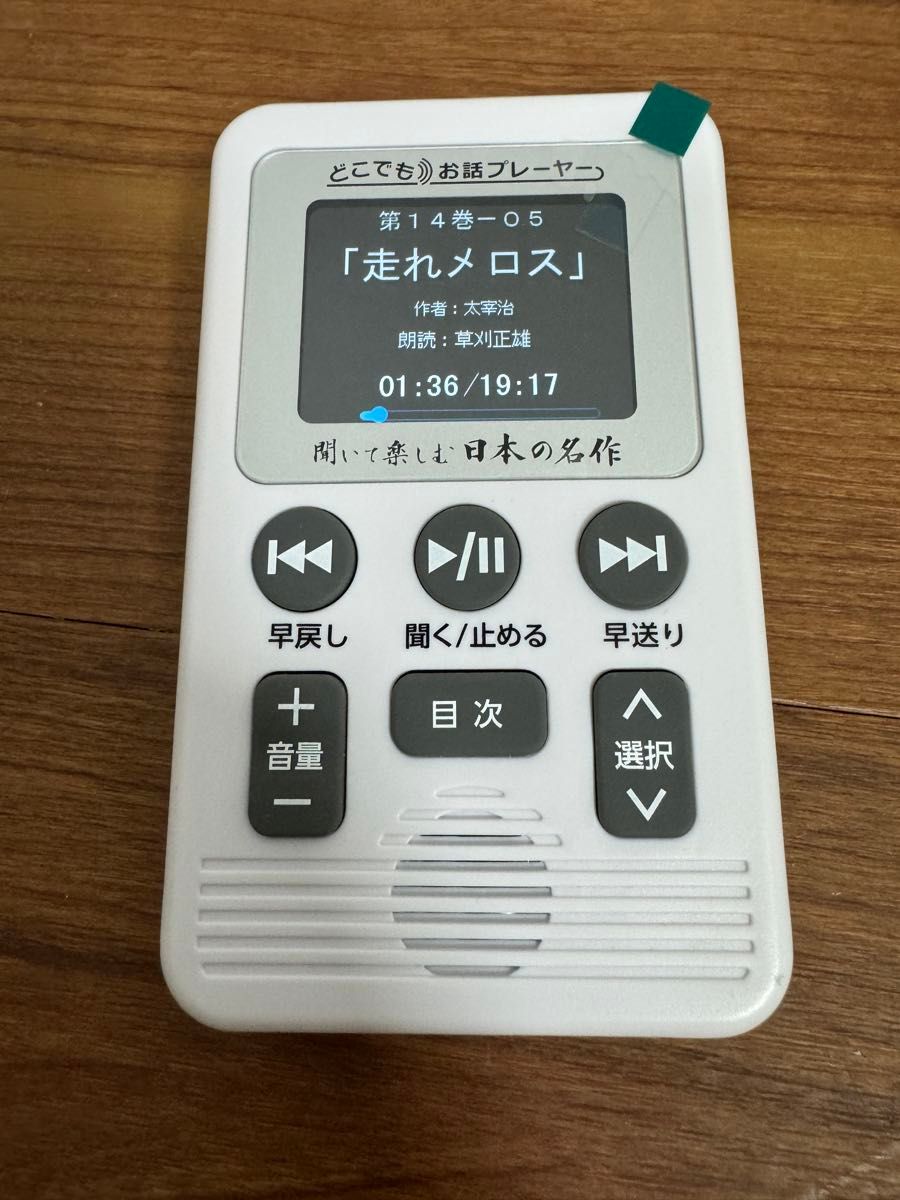 どこでもお話プレーヤー
第１４巻－０５
「走れメロス」
作者：太宰治
朗読：草刈正雄
01:36/19:17
聞いて楽しむ 日本の名作
早戻し 聞く/止める 早送り
＋ 目次
音量 選択
－